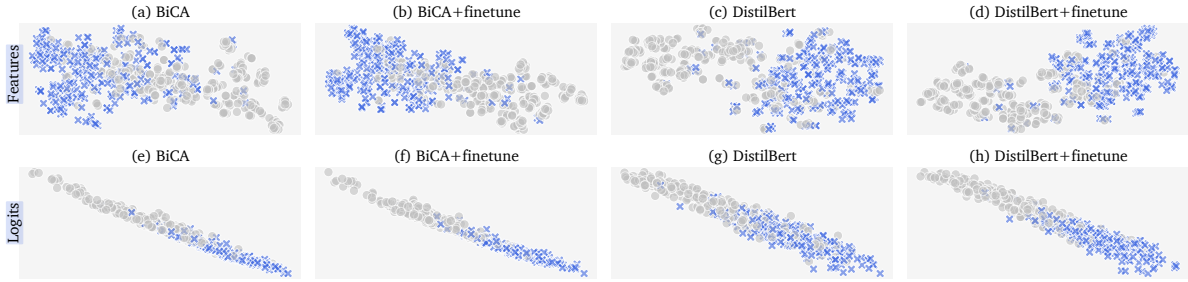 (a) BiCA
(b) BiCA+finetune
(c) DistilBert
(d) DistilBert+finetune
Features
(e) BiCA
(f) BiCA+finetune
(g) DistilBert
(h) DistilBert+finetune
Logits